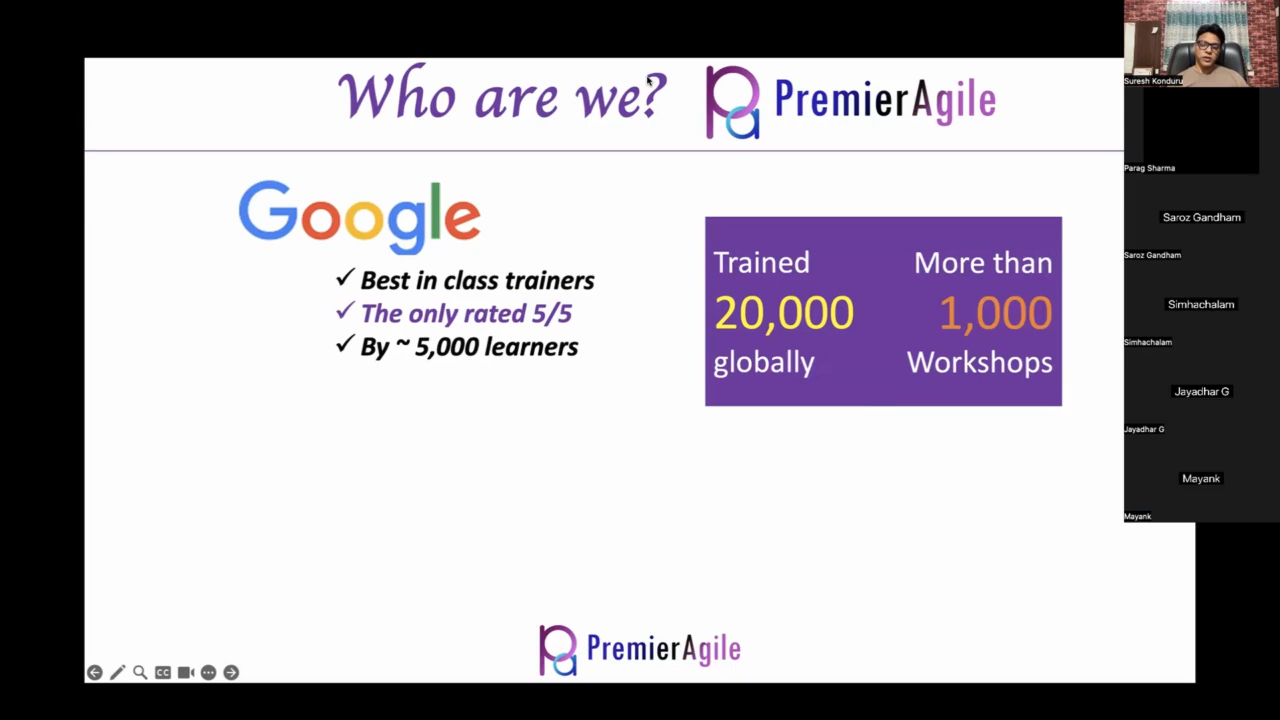 Who are we?
PremierAgile
Google
✓ Best in class trainers
✓ The only rated 5/5
✓ By ~ 5,000 learners
Trained
20,000
globally
More than
1,000
Workshops
PremierAgile
CC
Suresh Konduru
Parag Sharma
Saroz Gandham
Saroz Gandham
Simhachalam
Simhachalam
Jayadhar G
Jayadhar G
Mayank
Mayank